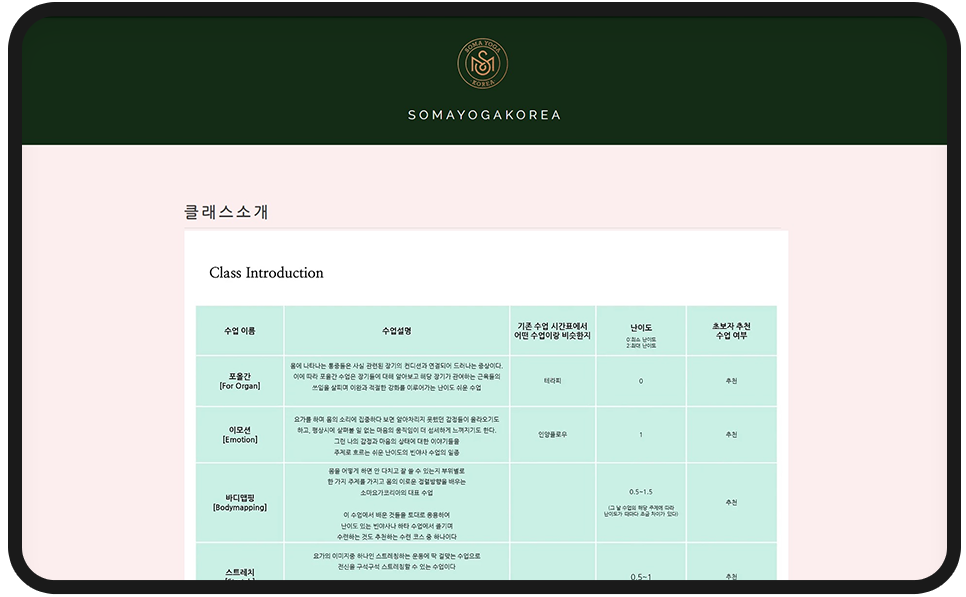 SOMA YOGA
KOREA
SOMAYOGAKOREA
클래스소개
Class Introduction
수업 이름
수업설명
기존 수업 시간표에서
어떤 수업이랑 비슷한지
난이도
0:최소 난이도
2:최대 난이도
초보자 추천
수업 여부
포올간
[For Organ]
몸에 나타나는 통증들은 사실 관련된 장기의 컨디션과 연결되어 드러나는 증상이다.
이에 따라 포올간 수업은 장기들에 대해 알아보고 해당 장기가 관여하는 근육들의
쓰임을 살피며 이완과 적절한 강화를 이루어가는 난이도 쉬운 수업
테라피
0
추천
이모션
[Emotion]
요가를 하며 몸의 소리에 집중하다 보면 알아차리지 못했던 감정들이 올라오기도
하고, 평상시에 살펴볼 일 없는 마음의 움직임이 더 섬세하게 느껴지기도 한다.
그런 나의 감정과 마음의 상태에 대한 이야기들을
주제로 흐르는 쉬운 난이도의 빈야사 수업의 일종
인양플로우
1
추천
바디맵핑
[Bodymapping]
몸을 어떻게 하면 안 다치고 잘 쓸 수 있는지 부위별로
한 가지 주제를 가지고 몸의 이로운 정렬방향을 배우는
소마요가코리아의 대표 수업
이 수업에서 배운 것들을 토대로 응용하여
난이도 있는 빈야사나 하타 수업에서 즐기며
수련하는 것도 추천하는 수련 코스 중 하나이다
0.5~1.5
(그 날 수업의 해당 주제에 따라
난이도가 때마다 조금 차이가 있다)
추천
스트레치
요가의 이미지중 하나인 스트레칭하는 운동에 딱 걸맞는 수업으로
전신을 구석구석 스트레칭할 수 있는 수업이다
0.5~1
추천